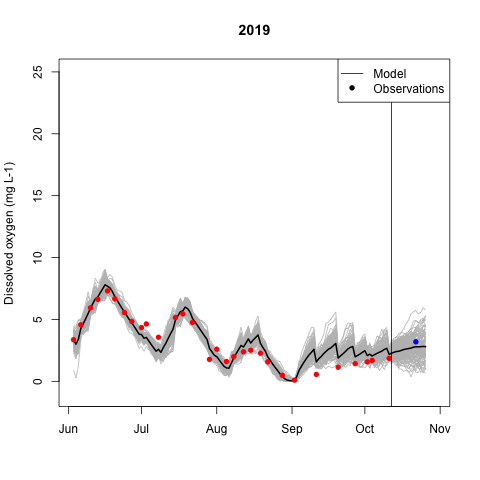 2019
Model
Observations
Dissolved oxygen (mg L-1)
25
20
15
10
5
0
Jun Jul Aug Sep Oct Nov